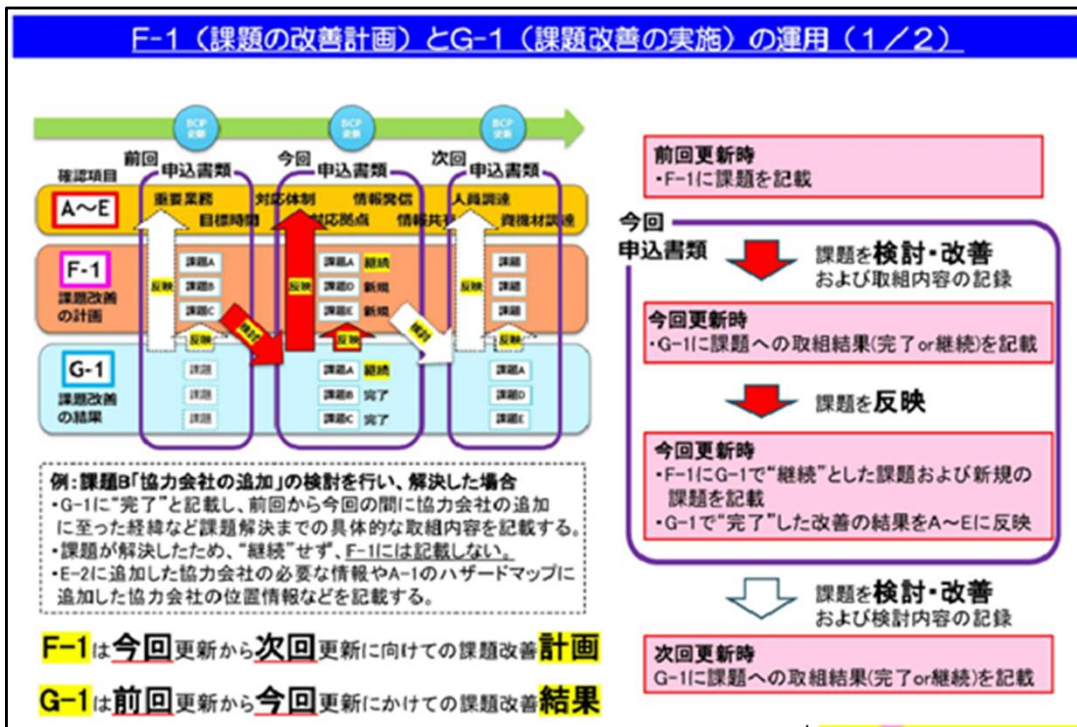 F-1（課題の改善計画）とG-1（課題改善の実施）の運用（1／2）
BCP
更新
BCP
更新
BCP
更新
確認項目
前回
申込書類
今回
申込書類
次回
申込書類
A～E
重要業務
対応体制
情報発信
人員調達
目標時間
対応拠点
情報共有
資機材調達
F-1
課題改善
の計画
反映
課題A
課題B
課題C
反映
検討
反映
課題A 継続
課題D 新規
課題E 新規
反映
検討
反映
課題
課題
課題
反映
G-1
課題改善
の結果
課題
課題
課題
課題A 継続
課題B 完了
課題C 完了
課題A
課題D
課題E
例：課題B「協力会社の追加」の検討を行い、解決した場合
・G-1に“完了”と記載し、前回から今回の間に協力会社の追加
に至った経緯など課題解決までの具体的な取組内容を記載する。
・課題が解決したため、“継続”せず、F-1には記載しない。
・E-2に追加した協力会社の必要な情報やA-1のハザードマップに
追加した協力会社の位置情報などを記載する。
F-1は今回更新から次回更新に向けての課題改善計画
G-1は前回更新から今回更新にかけての課題改善結果
前回更新時
・F-1に課題を記載
今回
申込書類
課題を検討・改善
および取組内容の記録
今回更新時
・G-1に課題への取組結果(完了or継続)を記載
課題を反映
今回更新時
・F-1にG-1で“継続”とした課題および新規の
課題を記載
・G-1で“完了”した改善の結果をA～Eに反映
課題を検討・改善
および検討内容の記録
次回更新時
G-1に課題への取組結果(完了or継続)を記載